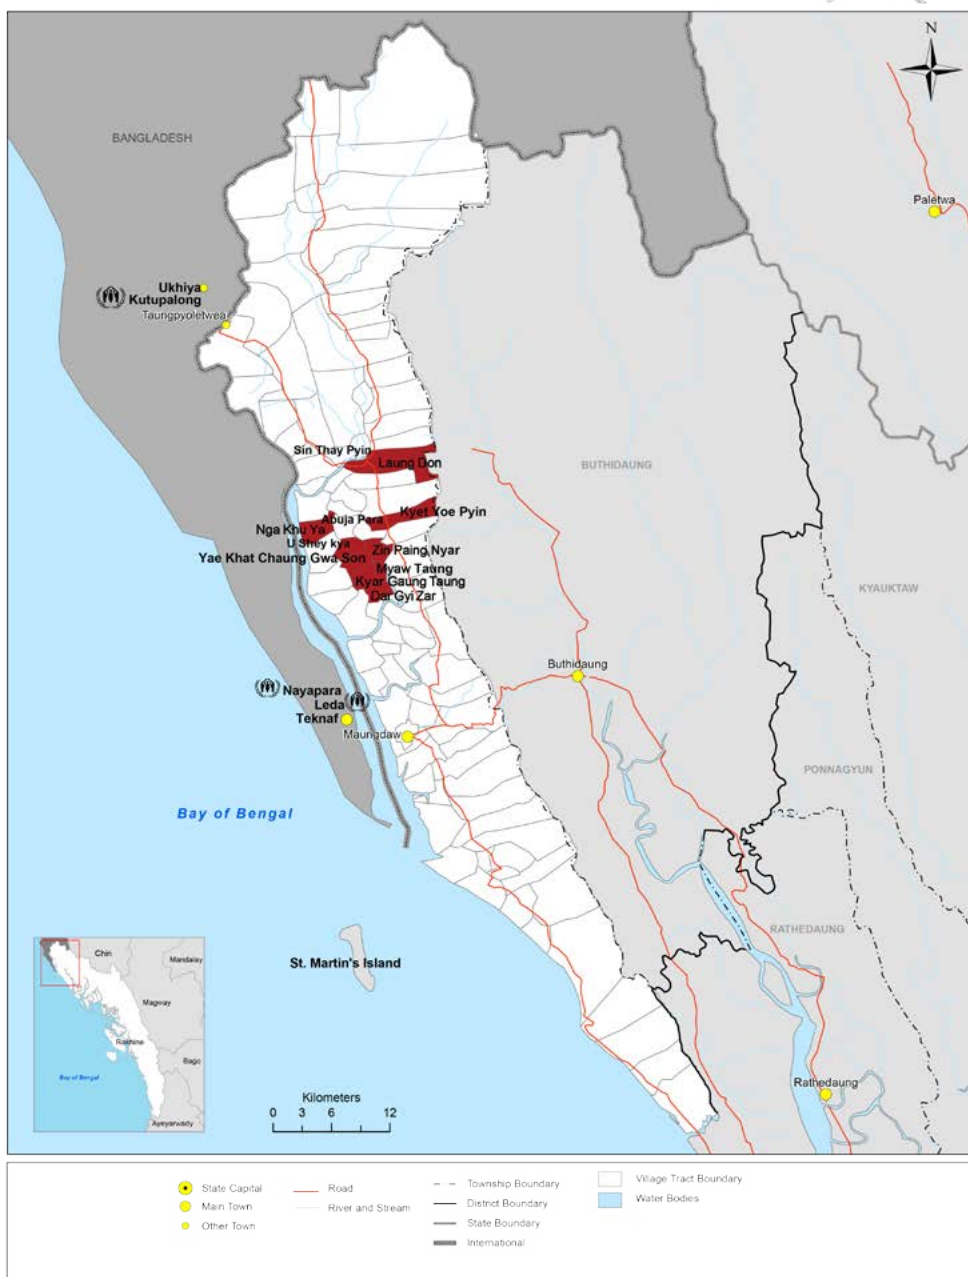 N
BANGLADESH
Paletwa
Ukhiya
Kutupalong
Taungpyoletwea
Sin Thay Pyin
Laung Don
BUTHIDAUNG
Kyet Yoe Pyin
Abuja Para
Nga Khu Ya
U Shey kya
Zin Paing Nyar
Yae Khat Chaung Gwa Son
Myaw Taung
Kyar Gaung Taung
Dar Gyi Zar
KYAUKTAW
Buthidaung
Nayapara
Leda
Teknaf
Maungdaw
PONNAGYUN
Bay of Bengal
RATHEDAUNG
St. Martin's Island
Chin
Mandalay
Magway
Rakhine
Bago
Bay of Bengal
Ayeyarwady
Kilometers
0 3 6 12
Rathedaung
State Capital
Main Town
Other Town
Road
River and Stream
Township Boundary
District Boundary
State Boundary
International
Village Tract Boundary
Water Bodies